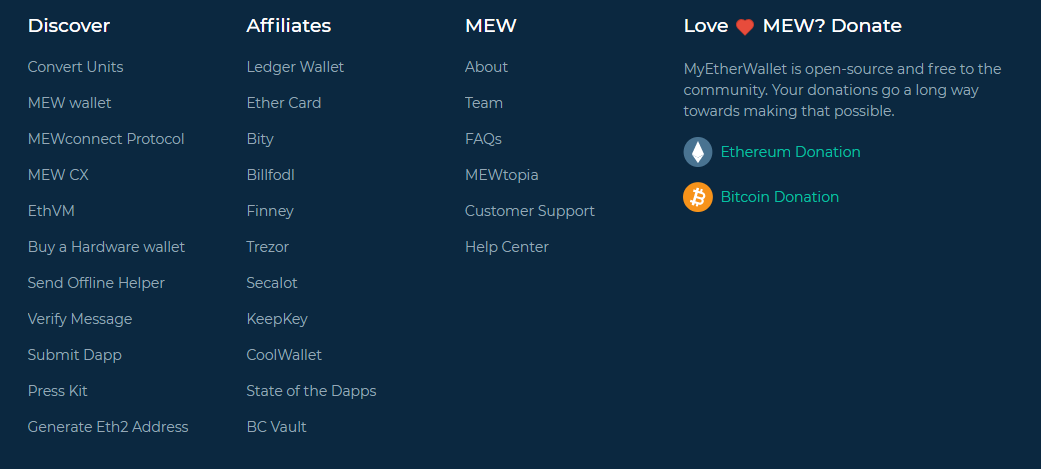 Discover
Convert Units
MEW wallet
MEWconnect Protocol
MEW CX
EthVM
Buy a Hardware wallet
Send Offline Helper
Verify Message
Submit Dapp
Press Kit
Generate Eth2 Address
Affiliates
Ledger Wallet
Ether Card
Bity
Billfodl
Finney
Trezor
Secalot
KeepKey
CoolWallet
State of the Dapps
BC Vault
MEW
About
Team
FAQs
MEWtopia
Customer Support
Help Center
Love MEW? Donate
MyEtherWallet is open-source and free to the
community. Your donations go a long way
towards making that possible.
Ethereum Donation
Bitcoin Donation